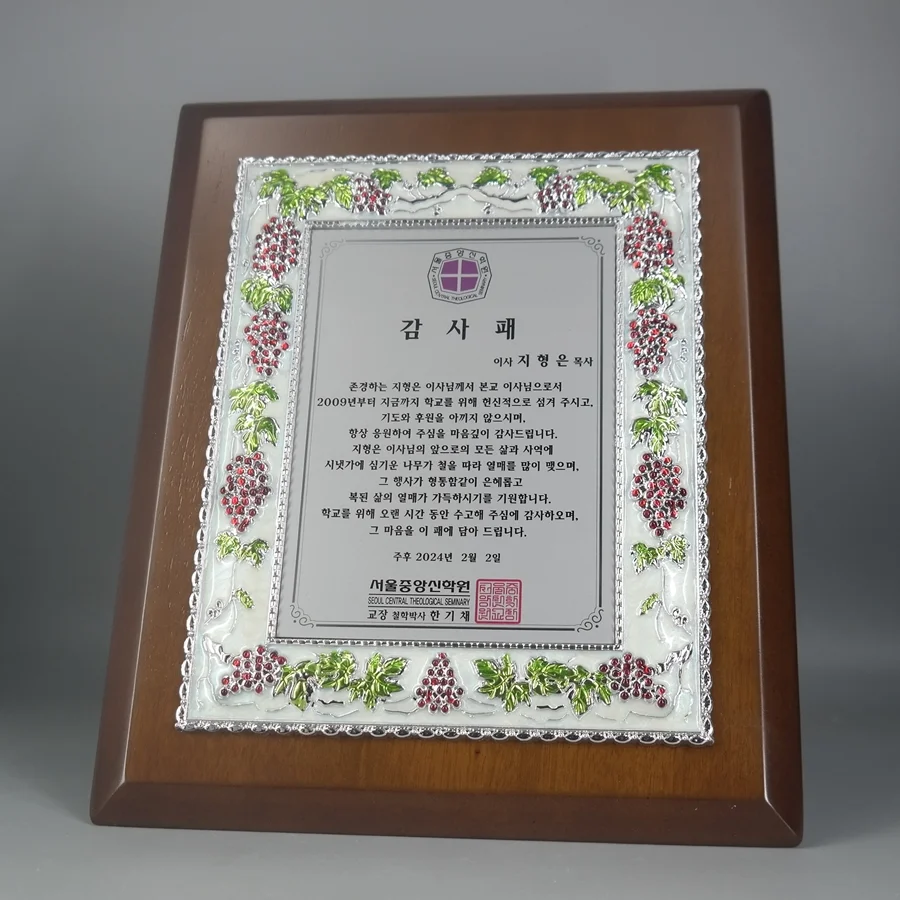 서울중앙신학원
SEOUL CENTRAL THEOLOGICAL SEMINARY
감 사 패
이사 지 형 은 목사
존경하는 지형은 이사님께서 본교 이사님으로서
2009년부터 지금까지 학교를 위해 헌신적으로 섬겨 주시고,
기도와 후원을 아끼지 않으시며,
항상 응원하여 주심을 마음깊이 감사드립니다.
지형은 이사님의 앞으로의 모든 삶과 사역에
시냇가에 심기운 나무가 철을 따라 열매를 많이 맺으며,
그 행사가 형통함같이 은혜롭고
복된 삶의 열매가 가득하시기를 기원합니다.
학교를 위해 오랜 시간 동안 수고해 주심에 감사하오며,
그 마음을 이 패에 담아 드립니다.
주후 2024년 2월 2일
서울중앙신학원
SEOUL CENTRAL THEOLOGICAL SEMINARY
교장 철학박사 한 기 채